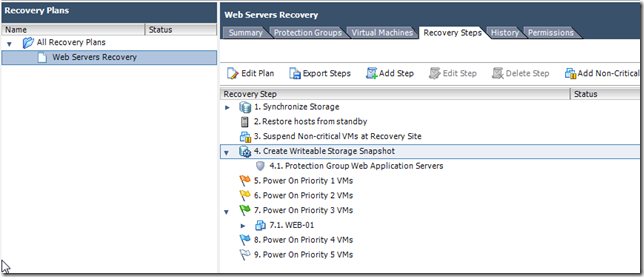 Recovery Plans
Name Status
All Recovery Plans
Web Servers Recovery
Web Servers Recovery
Summary Protection Groups Virtual Machines Recovery Steps History Permissions
Edit Plan Export Steps Add Step Edit Step Delete Step Add Non-Critical
Recovery Step Status
1. Synchronize Storage
2. Restore hosts from standby
3. Suspend Non-critical VMs at Recovery Site
4. Create Writeable Storage Snapshot
4.1. Protection Group Web Application Servers
5. Power On Priority 1 VMs
6. Power On Priority 2 VMs
7. Power On Priority 3 VMs
7.1. WEB-01
8. Power On Priority 4 VMs
9. Power On Priority 5 VMs